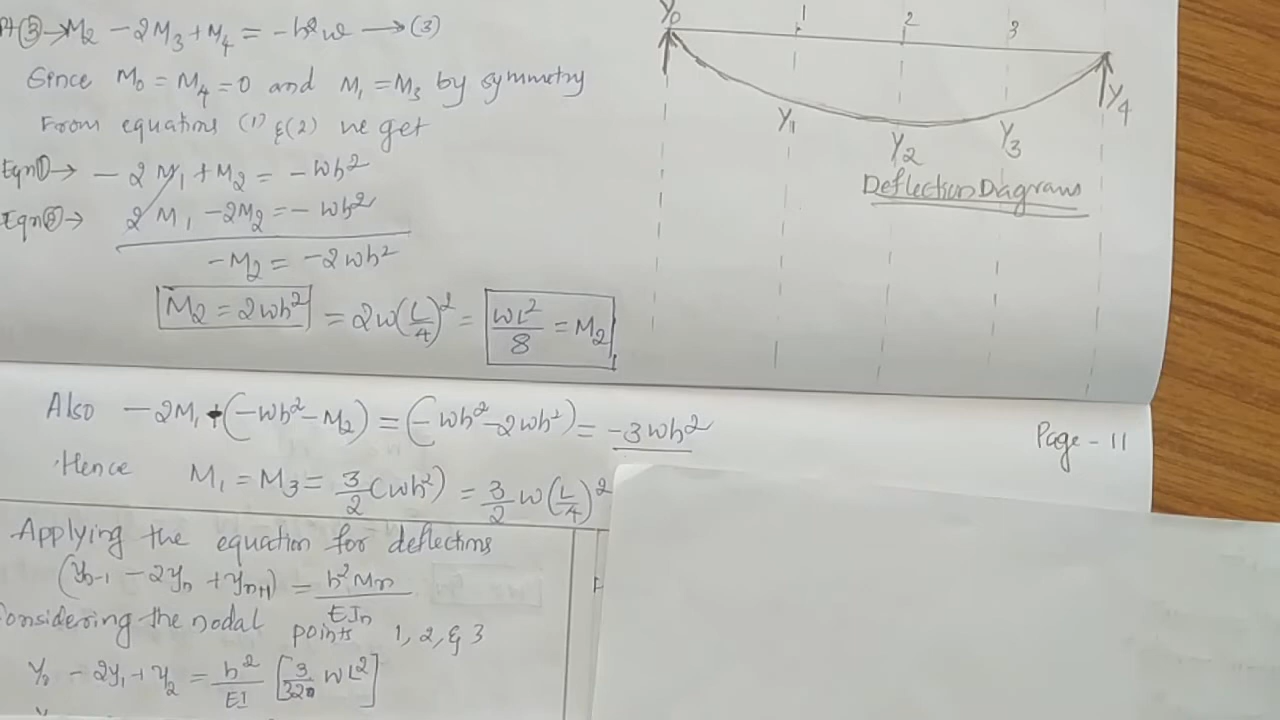 ③→ M₂ - 2M₃ + M₄ = -h²w → (3)
Since M₀ = M₄ = 0 and M₁ = M₃ by symmetry
From equations (1) & (2) we get
Eqn① → - 2M₁ + M₂ = - wh²
Eqn② → 2M₁ - 2M₂ = - wh²
- M₂ = - 2wh²
M₂ = 2wh² = 2w(L/4)² = wL²/8 = M₂
Y₀ 1 2 3
Y₄
Y₁ Y₂ Y₃
Deflection Diagram
Also - 2M₁ + (-wh² - M₂) = (-wh² - 2wh²) = -3wh²
Page - 11
Hence M₁ = M₃ = 3/2 (wh²) = 3/2 w(L/4)²
Applying the equation for deflections
(yₙ₋₁ - 2yₙ + yₙ₊₁) = h²Mₙ/EIₙ
Considering the nodal points 1, 2, & 3
Y₀ - 2y₁ + y₂ = h²/EI [3/32 wL²]